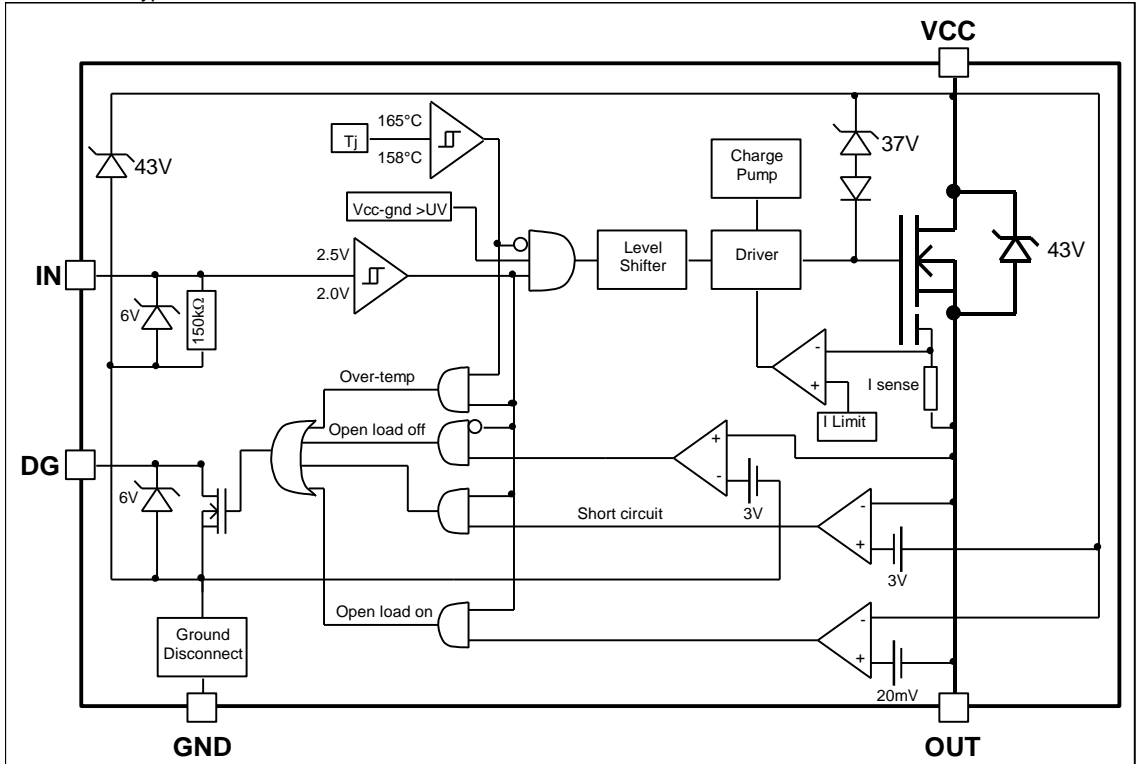 VCC
43V
Tj
165°C
158°C
37V
Charge
Pump
Vcc-gnd >UV
Level
Shifter
Driver
43V
IN
2.5V
2.0V
6V
150kΩ
-
+
I sense
I Limit
Over-temp
Open load off
DG
6V
+
-
3V
Short circuit
-
+
3V
Open load on
-
+
20mV
Ground
Disconnect
GND
OUT